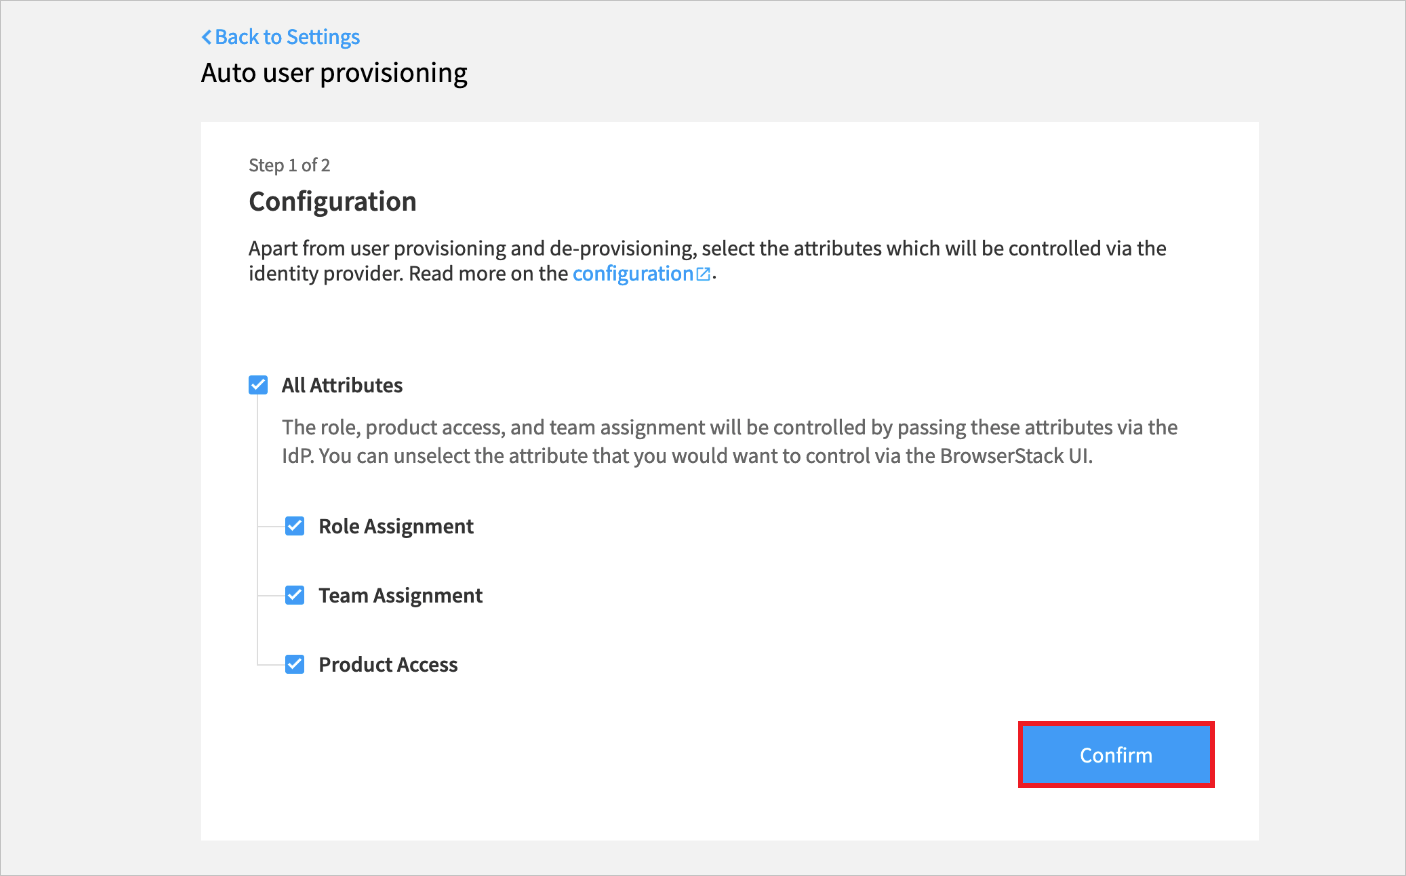 Back to Settings
Auto user provisioning
Step 1 of 2
Configuration
Apart from user provisioning and de-provisioning, select the attributes which will be controlled via the
identity provider. Read more on the configuration.
All Attributes
The role, product access, and team assignment will be controlled by passing these attributes via the
IdP. You can unselect the attribute that you would want to control via the BrowserStack UI.
Role Assignment
Team Assignment
Product Access
Confirm